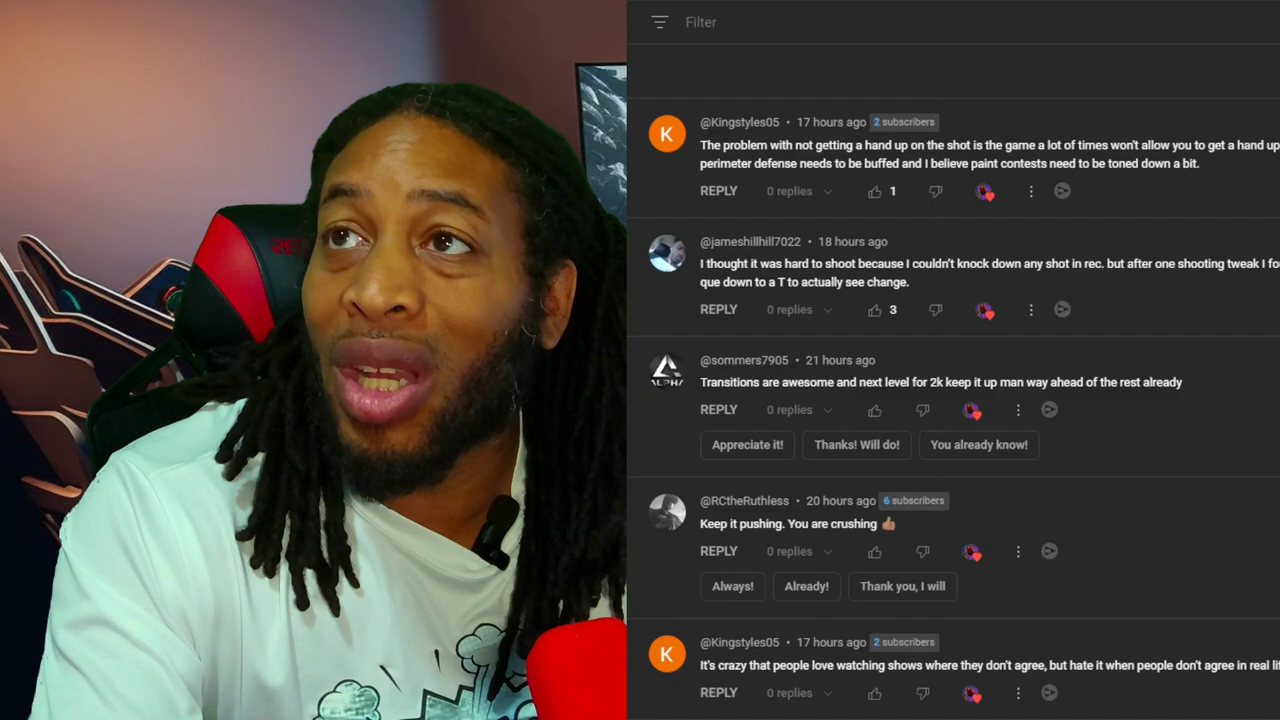 Filter
@Kingstyles05 • 17 hours ago 2 subscribers
The problem with not getting a hand up on the shot is the game a lot of times won't allow you to get a hand up
perimeter defense needs to be buffed and I believe paint contests need to be toned down a bit.
REPLY 0 replies 1
@jameshillhill7022 • 18 hours ago
I thought it was hard to shoot because I couldn't knock down any shot in rec. but after one shooting tweak I fo
que down to a T to actually see change.
REPLY 0 replies 3
@sommers7905 • 21 hours ago
Transitions are awesome and next level for 2k keep it up man way ahead of the rest already
REPLY 0 replies
Appreciate it! Thanks! Will do! You already know!
@RCtheRuthless • 20 hours ago 6 subscribers
Keep it pushing. You are crushing 👍🏽
REPLY 0 replies
Always! Already! Thank you, I will
@Kingstyles05 • 17 hours ago 2 subscribers
It's crazy that people love watching shows where they don't agree, but hate it when people don't agree in real lif
REPLY 0 replies
K
K
RE